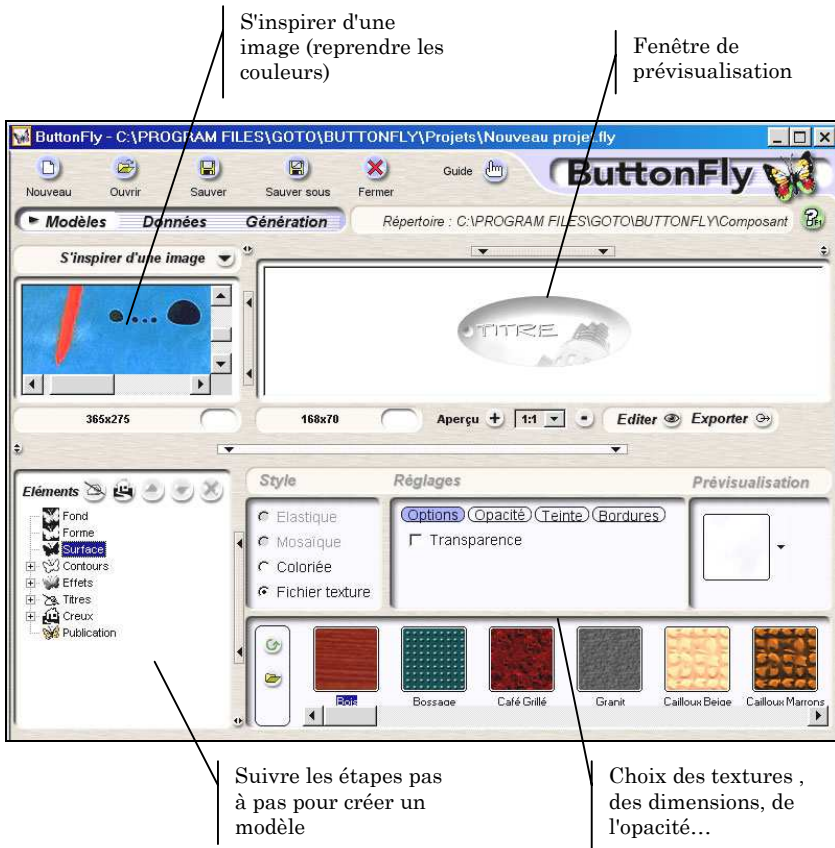 S'inspirer d'une
image (reprendre les
couleurs)
Fenêtre de
prévisualisation
ButtonFly - C:\PROGRAM FILES\GOTO\BUTTONFLY\Projets\Nouveau projet.fly
Nouveau
Ouvrir
Sauver
Sauver sous
Fermer
Guide
ButtonFly
Modèles
Données
Génération
Répertoire : C:\PROGRAM FILES\GOTO\BUTTONFLY\Composant
F1
S'inspirer d'une image
TITRE
365x275
168x70
Aperçu
1:1
Editer
Exporter
Eléments
Fond
Forme
Surface
Contours
Effets
Titres
Creux
Publication
Style
Elastique
Mosaïque
Coloriée
Fichier texture
Réglages
Options
Opacité
Teinte
Bordures
Transparence
Prévisualisation
Bois
Bossage
Café Grillé
Granit
Cailloux Beige
Cailloux Marrons
Suivre les étapes pas
à pas pour créer un
modèle
Choix des textures ,
des dimensions, de
l'opacité…